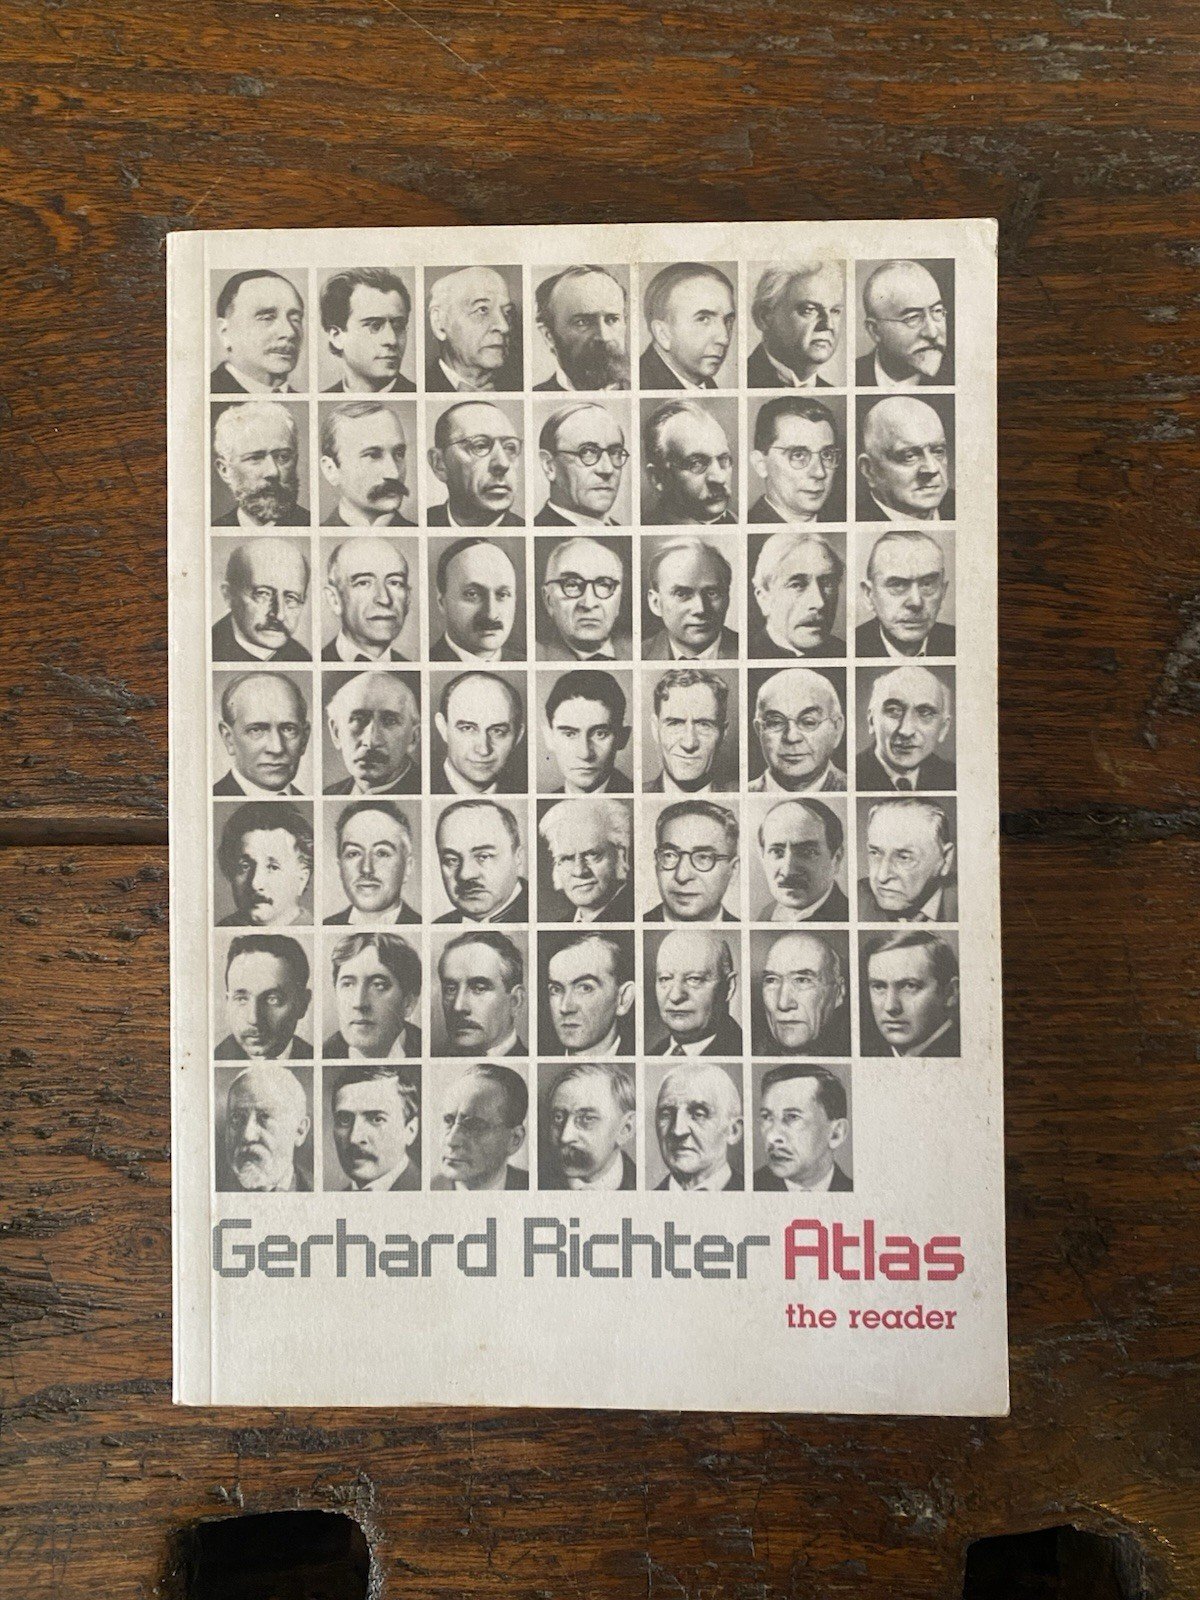 Gerhard Richter Atlas
the reader